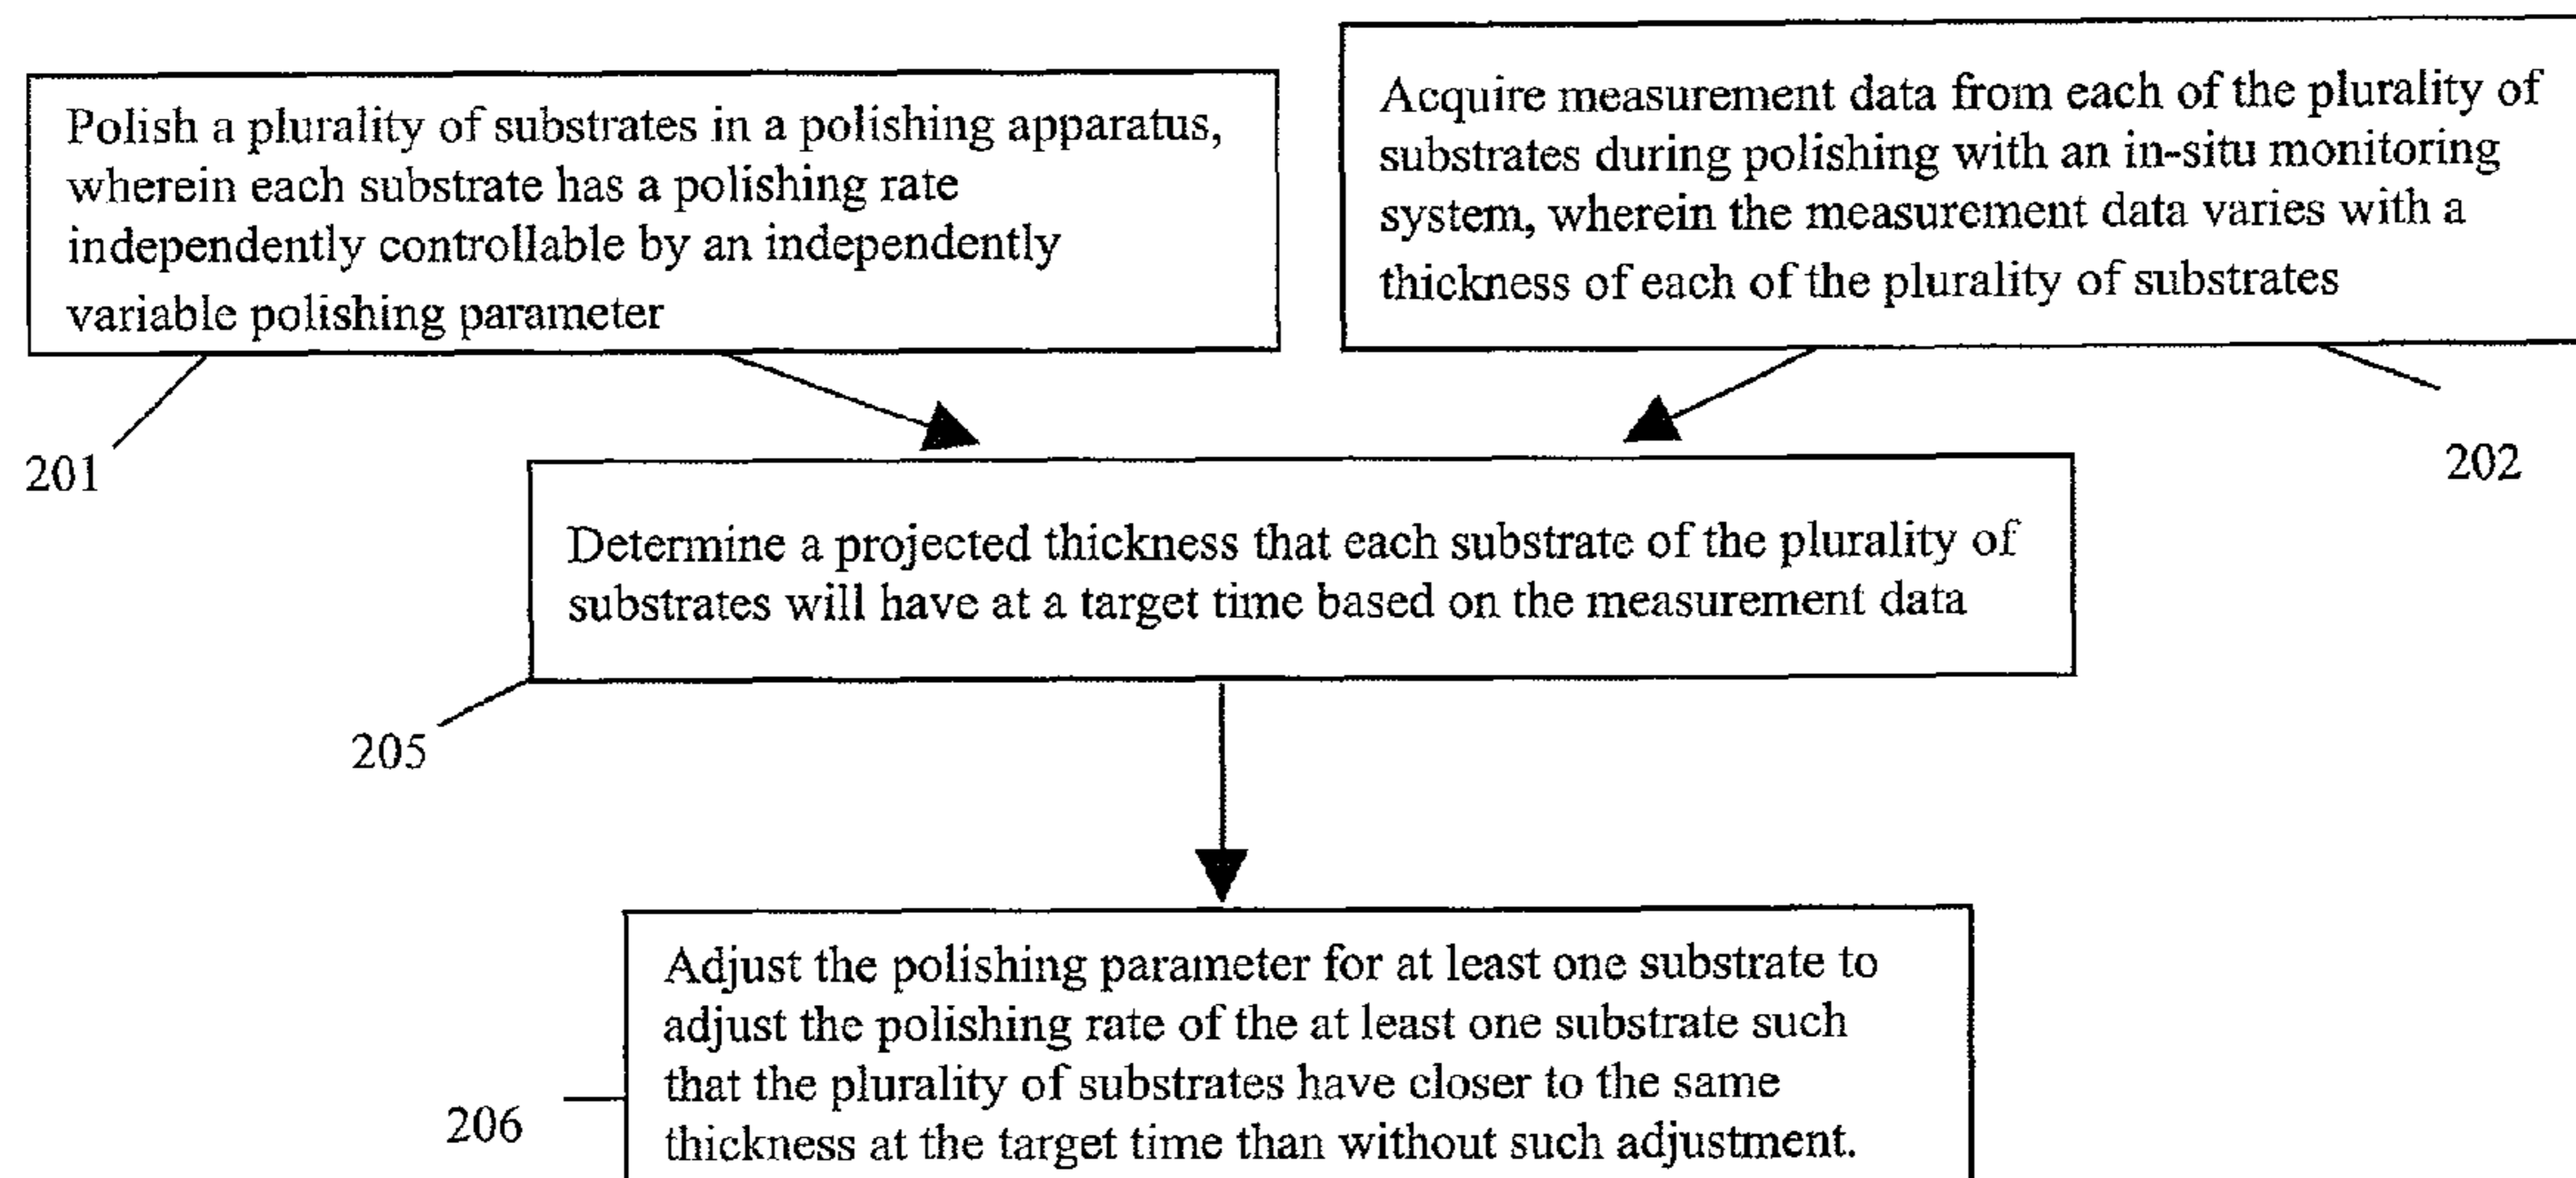 Polish a plurality of substrates in a polishing apparatus,
wherein each substrate has a polishing rate
independently controllable by an independently
variable polishing parameter
Acquire measurement data from each of the plurality of
substrates during polishing with an in-situ monitoring
system, wherein the measurement data varies with a
thickness of each of the plurality of substrates
201
202
Determine a projected thickness that each substrate of the plurality of
substrates will have at a target time based on the measurement data
205
Adjust the polishing parameter for at least one substrate to
adjust the polishing rate of the at least one substrate such
that the plurality of substrates have closer to the same
thickness at the target time than without such adjustment.
206